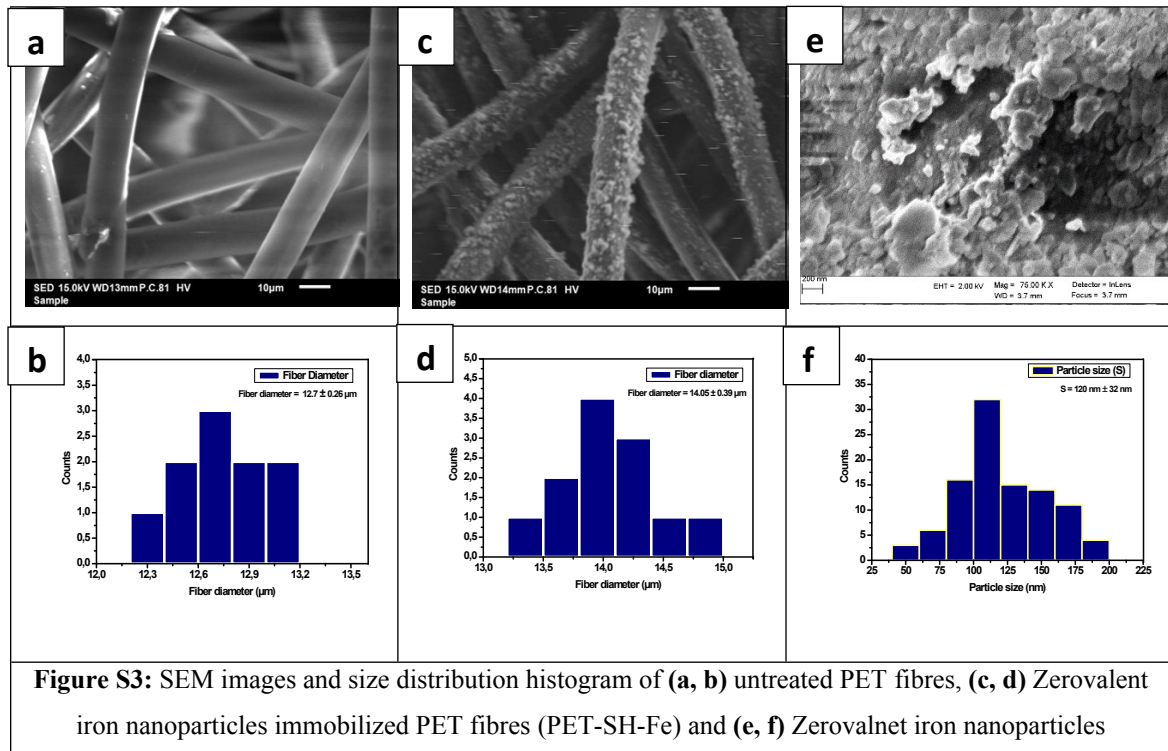 a
SED 15.0kV WD13mm P.C.81 HV 10µm
Sample
c
SED 15.0kV WD14mm P.C.81 HV 10µm
Sample
e
200 nm
EHT = 2.00 kV Mag = 75.00 K X Detector = InLens
WD = 3.7 mm Focus = 3.7 mm
b
4,0
3,5
3,0
2,5
2,0
1,5
1,0
0,5
0,0
Counts
Fiber Diameter
Fiber diameter = 12.7 ± 0.26 µm
12,0 12,3 12,6 12,9 13,2 13,5
Fiber diameter (µm)
d
5,0
4,5
4,0
3,5
3,0
2,5
2,0
1,5
1,0
0,5
0,0
Counts
Fiber diameter
Fiber diameter = 14.05 ± 0.39 µm
13,0 13,5 14,0 14,5 15,0
Fiber diameter (µm)
f
40
35
30
25
20
15
10
5
0
Counts
Particle size (S)
S = 120 nm ± 32 nm
25 50 75 100 125 150 175 200 225
Particle size (nm)
Figure S3: SEM images and size distribution histogram of (a, b) untreated PET fibres, (c, d) Zerovalent
iron nanoparticles immobilized PET fibres (PET-SH-Fe) and (e, f) Zerovalnet iron nanoparticles